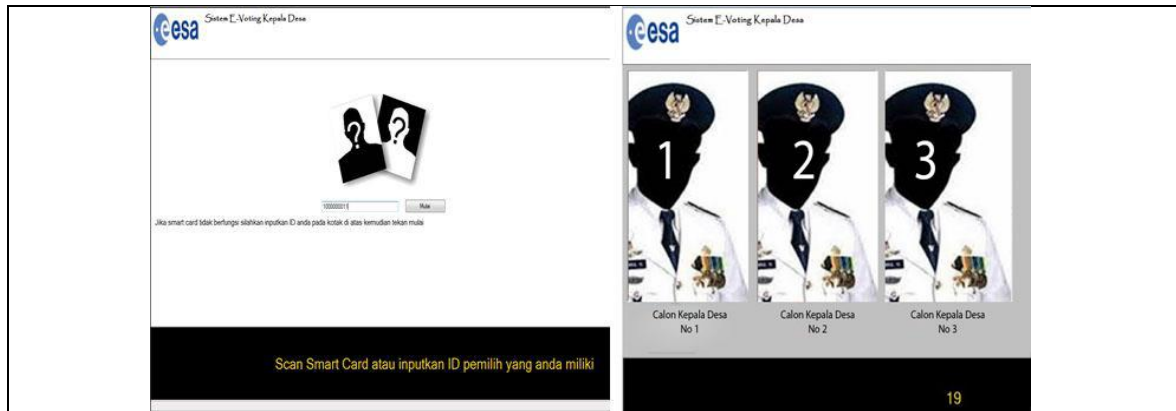 esa
Sistem E-Voting Kepala Desa
? ?
100000011
Mulai
Jika smart card tidak berfungsi silahkan inputkan ID anda pada kotak di atas kemudian tekan mulai
Scan Smart Card atau inputkan ID pemilih yang anda miliki
esa
Sistem E-Voting Kepala Desa
1 2 3
Calon Kepala Desa Calon Kepala Desa Calon Kepala Desa
No 1 No 2 No 3
19